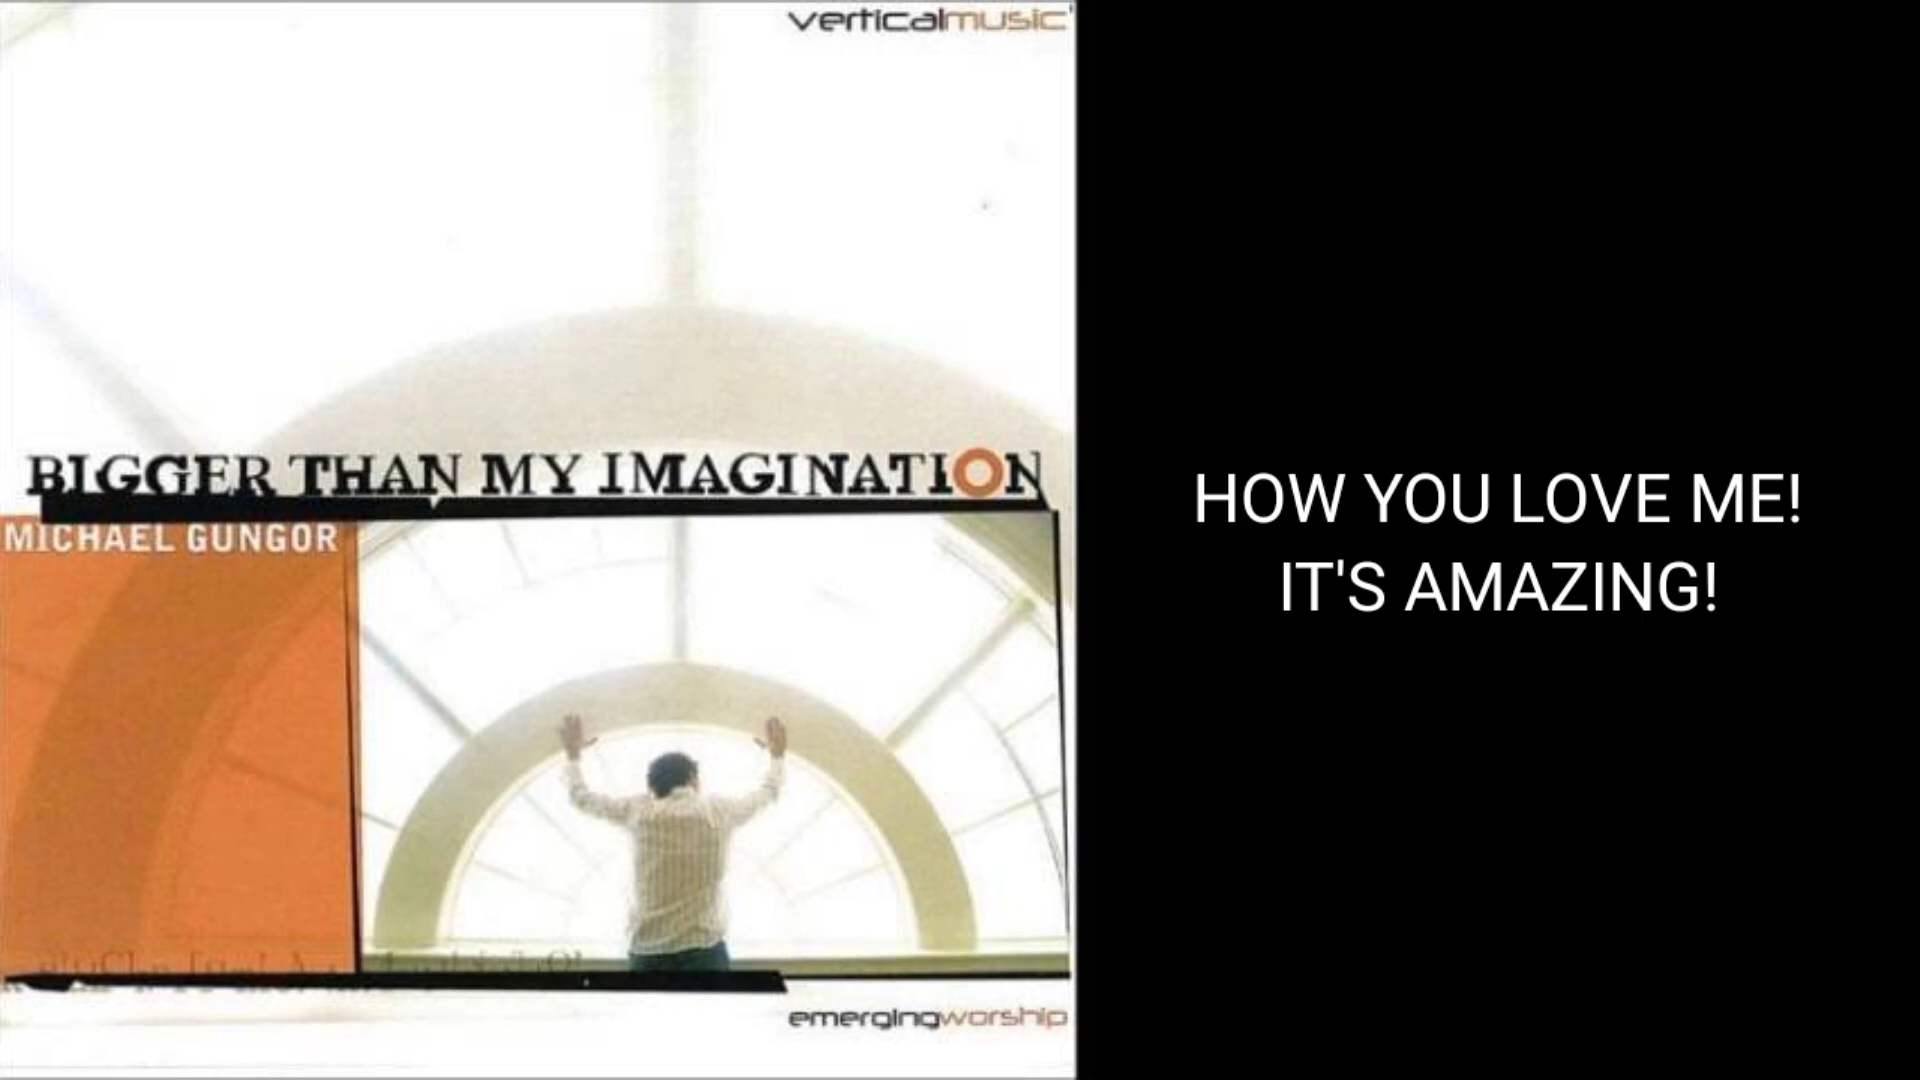 verticalmusic
BIGGER THAN MY IMAGINATION
MICHAEL GUNGOR
emergingworship
HOW YOU LOVE ME!
IT'S AMAZING!